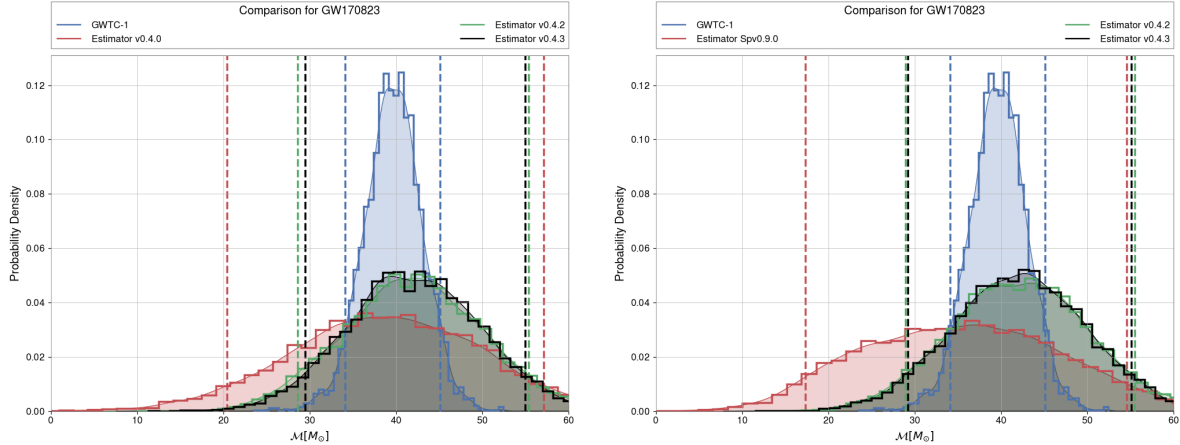 Comparison for GW170823
GWTC-1
Estimator v0.4.0
Estimator v0.4.2
Estimator v0.4.3
Probability Density
0.12
0.10
0.08
0.06
0.04
0.02
0.00
0 10 20 30 40 50 60
ℳ[M⊙]
Comparison for GW170823
GWTC-1
Estimator Spv0.9.0
Estimator v0.4.2
Estimator v0.4.3
Probability Density
0.12
0.10
0.08
0.06
0.04
0.02
0.00
0 10 20 30 40 50 60
ℳ[M⊙]